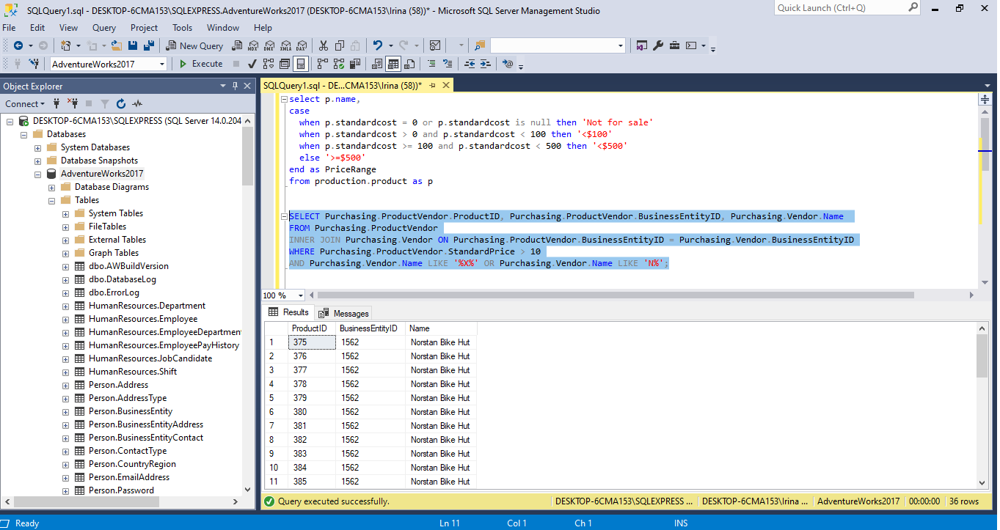 SQLQuery1.sql - DESKTOP-6CMA153\SQLEXPRESS.AdventureWorks2017 (DESKTOP-6CMA153\Irina (58))* - Microsoft SQL Server Management Studio
Quick Launch (Ctrl+Q)
File Edit View Query Project Tools Window Help
New Query MDX DMX XMLA DAX
AdventureWorks2017 Execute
Object Explorer
Connect
DESKTOP-6CMA153\SQLEXPRESS (SQL Server 14.0.204
Databases
System Databases
Database Snapshots
AdventureWorks2017
Database Diagrams
Tables
System Tables
FileTables
External Tables
Graph Tables
dbo.AWBuildVersion
dbo.DatabaseLog
dbo.ErrorLog
HumanResources.Department
HumanResources.Employee
HumanResources.EmployeeDepartmen
HumanResources.EmployeePayHistory
HumanResources.JobCandidate
HumanResources.Shift
Person.Address
Person.AddressType
Person.BusinessEntity
Person.BusinessEntityAddress
Person.BusinessEntityContact
Person.ContactType
Person.CountryRegion
Person.EmailAddress
Person.Password
SQLQuery1.sql - DE...CMA153\Irina (58))*
select p.name,
case
when p.standardcost = 0 or p.standardcost is null then 'Not for sale'
when p.standardcost > 0 and p.standardcost < 100 then '<$100'
when p.standardcost >= 100 and p.standardcost < 500 then '<$500'
else '>=$500'
end as PriceRange
from production.product as p
SELECT Purchasing.ProductVendor.ProductID, Purchasing.ProductVendor.BusinessEntityID, Purchasing.Vendor.Name
FROM Purchasing.ProductVendor
INNER JOIN Purchasing.Vendor ON Purchasing.ProductVendor.BusinessEntityID = Purchasing.Vendor.BusinessEntityID
WHERE Purchasing.ProductVendor.StandardPrice > 10
AND Purchasing.Vendor.Name LIKE '%X%' OR Purchasing.Vendor.Name LIKE 'N%';
100 %
Results Messages
ProductID BusinessEntityID Name
1 375 1562 Norstan Bike Hut
2 376 1562 Norstan Bike Hut
3 377 1562 Norstan Bike Hut
4 378 1562 Norstan Bike Hut
5 379 1562 Norstan Bike Hut
6 380 1562 Norstan Bike Hut
7 381 1562 Norstan Bike Hut
8 382 1562 Norstan Bike Hut
9 383 1562 Norstan Bike Hut
10 384 1562 Norstan Bike Hut
11 385 1562 Norstan Bike Hut
Query executed successfully. DESKTOP-6CMA153\SQLEXPRESS ... DESKTOP-6CMA153\Irina ... AdventureWorks2017 00:00:00 36 rows
Ready Ln 11 Col 1 Ch 1 INS